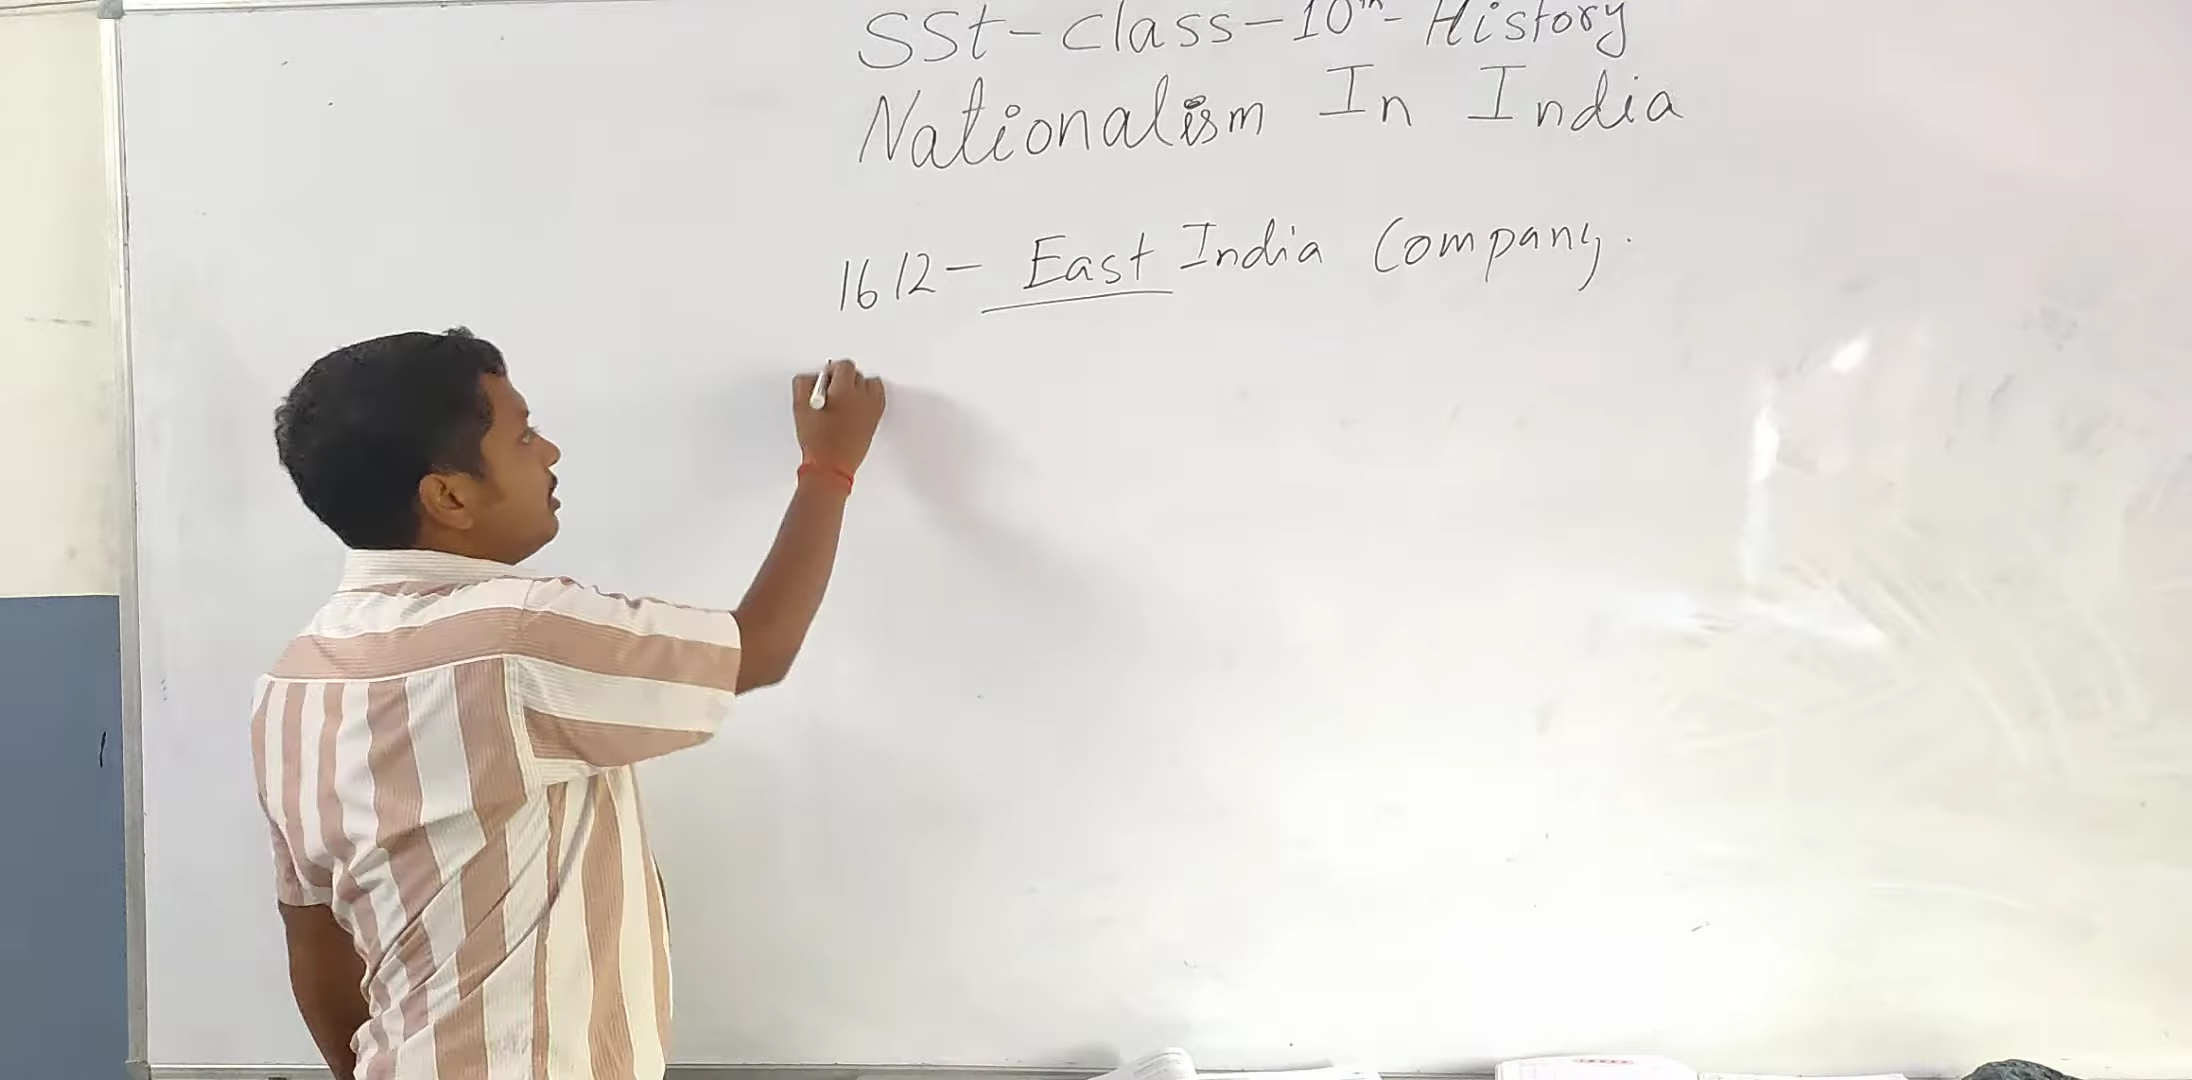 SSt - Class - 10th - History
Nationalism In India
1612 - East India Company.